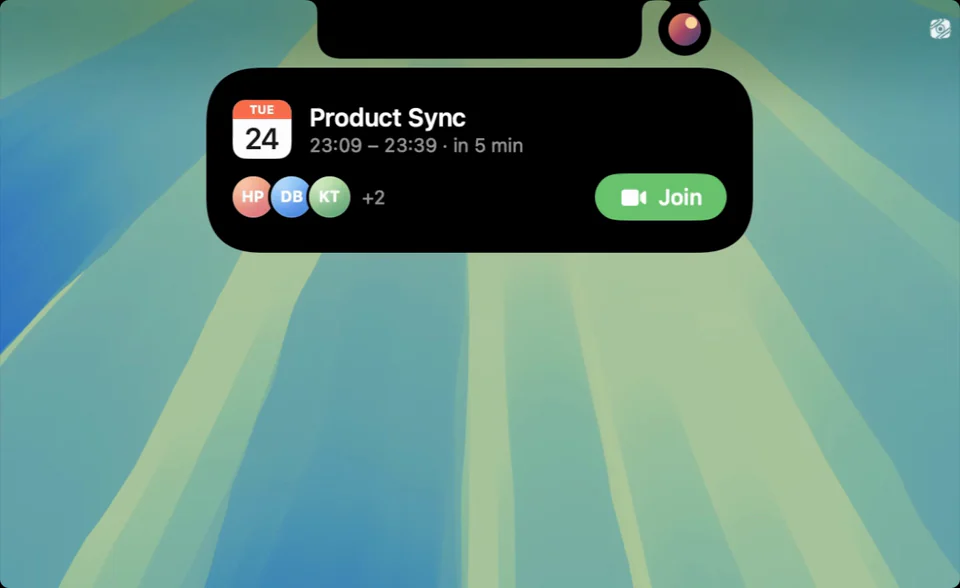 TUE
24
Product Sync
23:09 – 23:39 · in 5 min
HP DB KT +2
Join